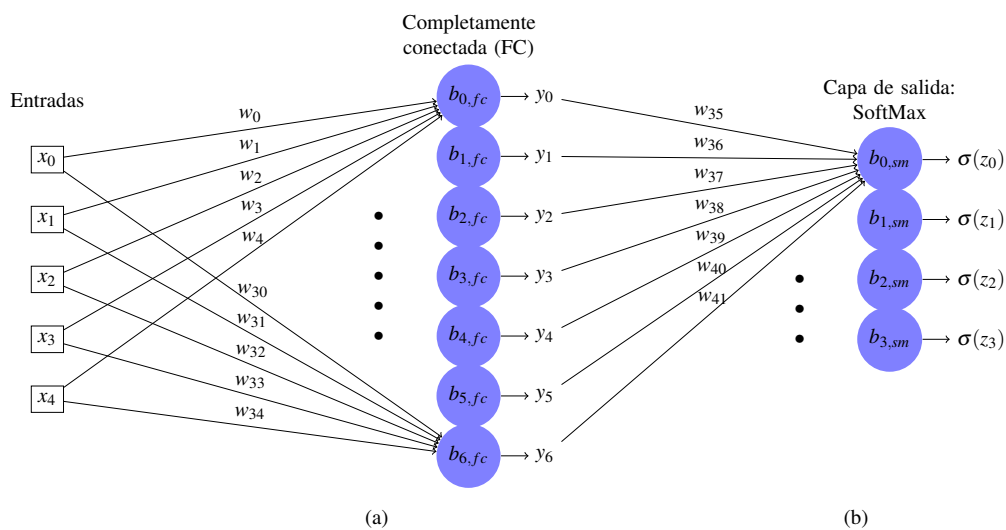 Completamente
conectada (FC)
Entradas
Capa de salida:
SoftMax
x₀
x₁
x₂
x₃
x₄
w₀
w₁
w₂
w₃
w₄
w₃₀
w₃₁
w₃₂
w₃₃
w₃₄
b₀,fc
b₁,fc
b₂,fc
b₃,fc
b₄,fc
b₅,fc
b₆,fc
y₀
y₁
y₂
y₃
y₄
y₅
y₆
w₃₅
w₃₆
w₃₇
w₃₈
w₃₉
w₄₀
w₄₁
b₀,sm
b₁,sm
b₂,sm
b₃,sm
σ(z₀)
σ(z₁)
σ(z₂)
σ(z₃)
(a)
(b)